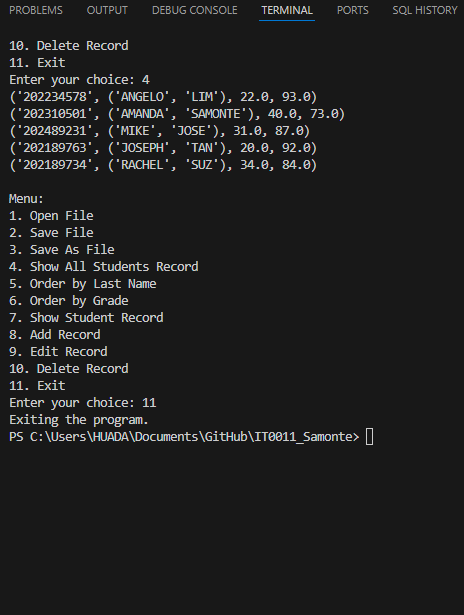 PROBLEMS OUTPUT DEBUG CONSOLE TERMINAL PORTS SQL HISTORY
10. Delete Record
11. Exit
Enter your choice: 4
('202234578', ('ANGELO', 'LIM'), 22.0, 93.0)
('202310501', ('AMANDA', 'SAMONTE'), 40.0, 73.0)
('202489231', ('MIKE', 'JOSE'), 31.0, 87.0)
('202189763', ('JOSEPH', 'TAN'), 20.0, 92.0)
('202189734', ('RACHEL', 'SUZ'), 34.0, 84.0)
Menu:
1. Open File
2. Save File
3. Save As File
4. Show All Students Record
5. Order by Last Name
6. Order by Grade
7. Show Student Record
8. Add Record
9. Edit Record
10. Delete Record
11. Exit
Enter your choice: 11
Exiting the program.
PS C:\Users\HUADA\Documents\GitHub\IT0011_Samonte>